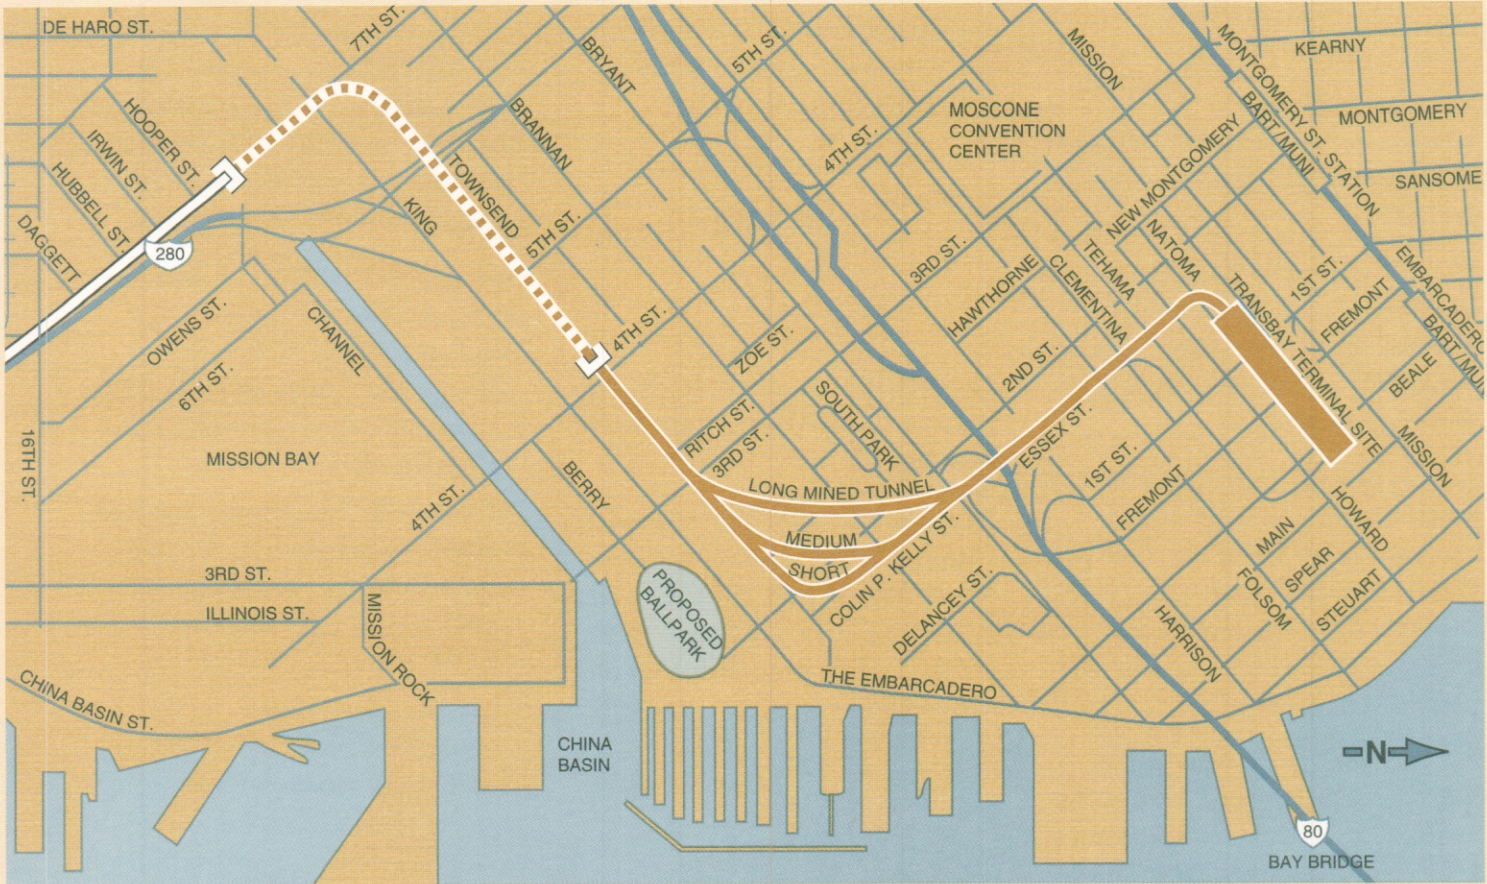 DE HARO ST.
7TH ST.
BRYANT
5TH ST.
MISSION
MONTGOMERY ST. STATION
BART/MUNI
KEARNY
MONTGOMERY
SANSOME
HOOPER ST.
IRWIN ST.
HUBBELL ST.
DAGGETT
280
BRANNAN
TOWNSEND
KING
5TH ST.
4TH ST.
MOSCONE
CONVENTION
CENTER
NEW MONTGOMERY
NATOMA
TEHAMA
CLEMENTINA
HAWTHORNE
3RD ST.
2ND ST.
TRANSBAY TERMINAL SITE
1ST ST.
FREMONT
EMBARCADERO
BART/MUNI
BEALE
MISSION
OWENS ST.
6TH ST.
CHANNEL
4TH ST.
ZOE ST.
RITCH ST.
3RD ST.
SOUTH PARK
ESSEX ST.
1ST ST.
FREMONT
16TH ST.
MISSION BAY
4TH ST.
BERRY
LONG MINED TUNNEL
MEDIUM
SHORT
COLIN P. KELLY ST.
DELANCEY ST.
HOWARD
MAIN
SPEAR
FOLSOM
STEUART
HARRISON
3RD ST.
ILLINOIS ST.
MISSION ROCK
PROPOSED
BALLPARK
THE EMBARCADERO
CHINA BASIN ST.
CHINA
BASIN
N
80
BAY BRIDGE